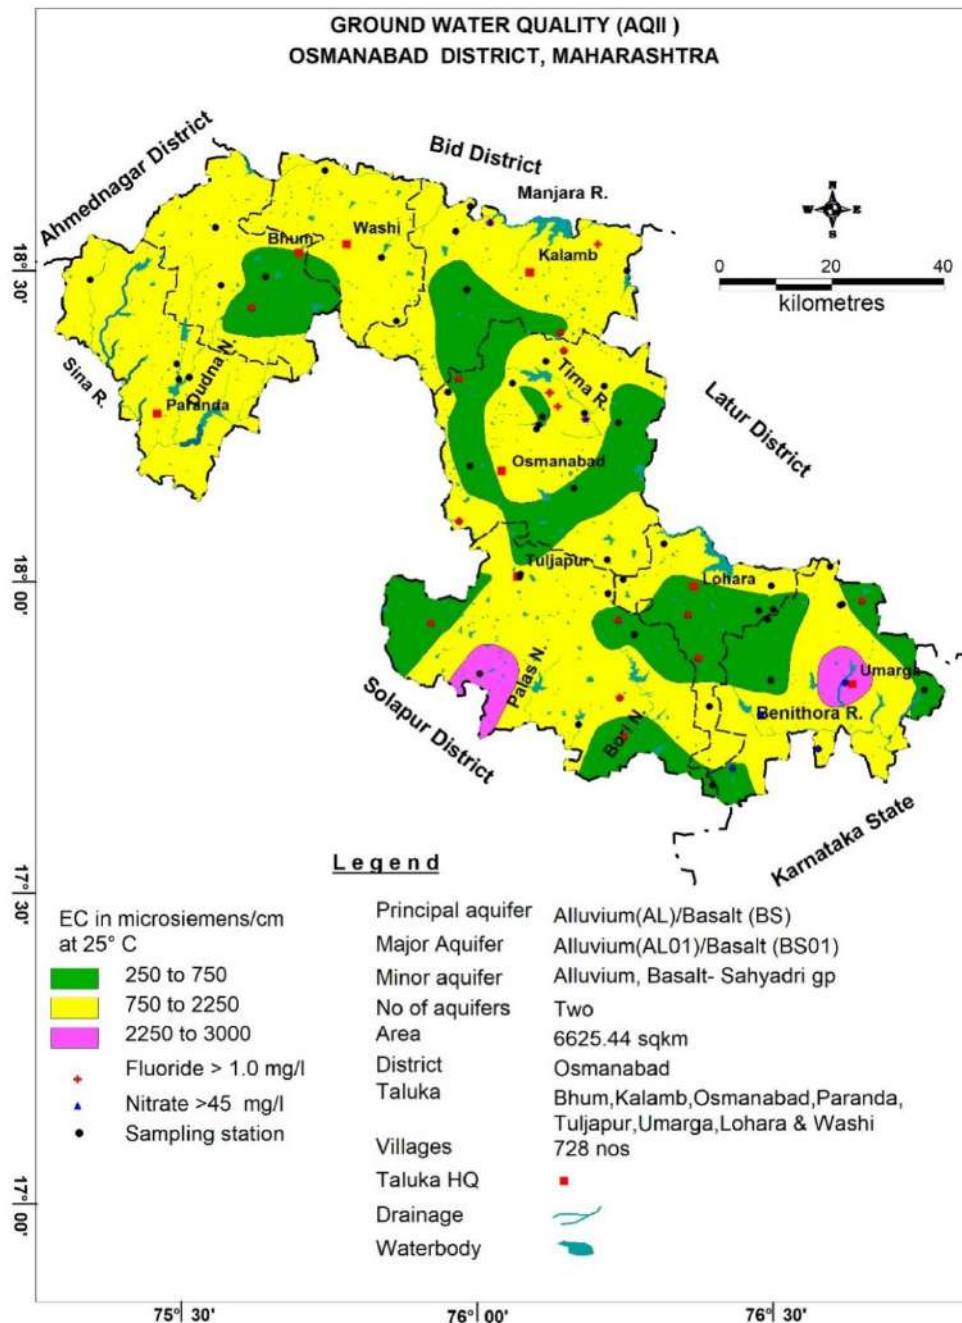 GROUND WATER QUALITY (AQII )
OSMANABAD DISTRICT, MAHARASHTRA
Ahmednagar District
Bid District
Manjara R.
N
W E
S
Bhum
Washi
Kalamb
0 20 40
kilometres
18° 30'
Sina R.
Dudna N.
Paranda
Tirna R.
Latur District
Osmanabad
18° 00'
Tuljapur
Lohara
Umarga
Palas N.
Solapur District
Bori N.
Benithora R.
Karnataka State
17° 30'
17° 00'
Legend
EC in microsiemens/cm
at 25° C
250 to 750
750 to 2250
2250 to 3000
Fluoride > 1.0 mg/l
Nitrate >45 mg/l
Sampling station
Principal aquifer Alluvium(AL)/Basalt (BS)
Major Aquifer Alluvium(AL01)/Basalt (BS01)
Minor aquifer Alluvium, Basalt- Sahyadri gp
No of aquifers Two
Area 6625.44 sqkm
District Osmanabad
Taluka Bhum,Kalamb,Osmanabad,Paranda,
Tuljapur,Umarga,Lohara & Washi
Villages 728 nos
Taluka HQ
Drainage
Waterbody
75° 30' 76° 00' 76° 30'